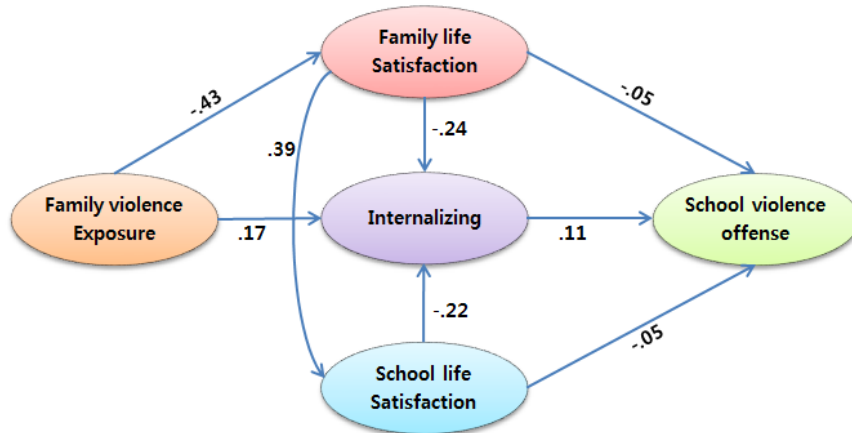 Family life
Satisfaction
-.43
-.05
.39
-.24
Family violence
Exposure
.17
Internalizing
.11
School violence
offense
-.22
-.05
School life
Satisfaction